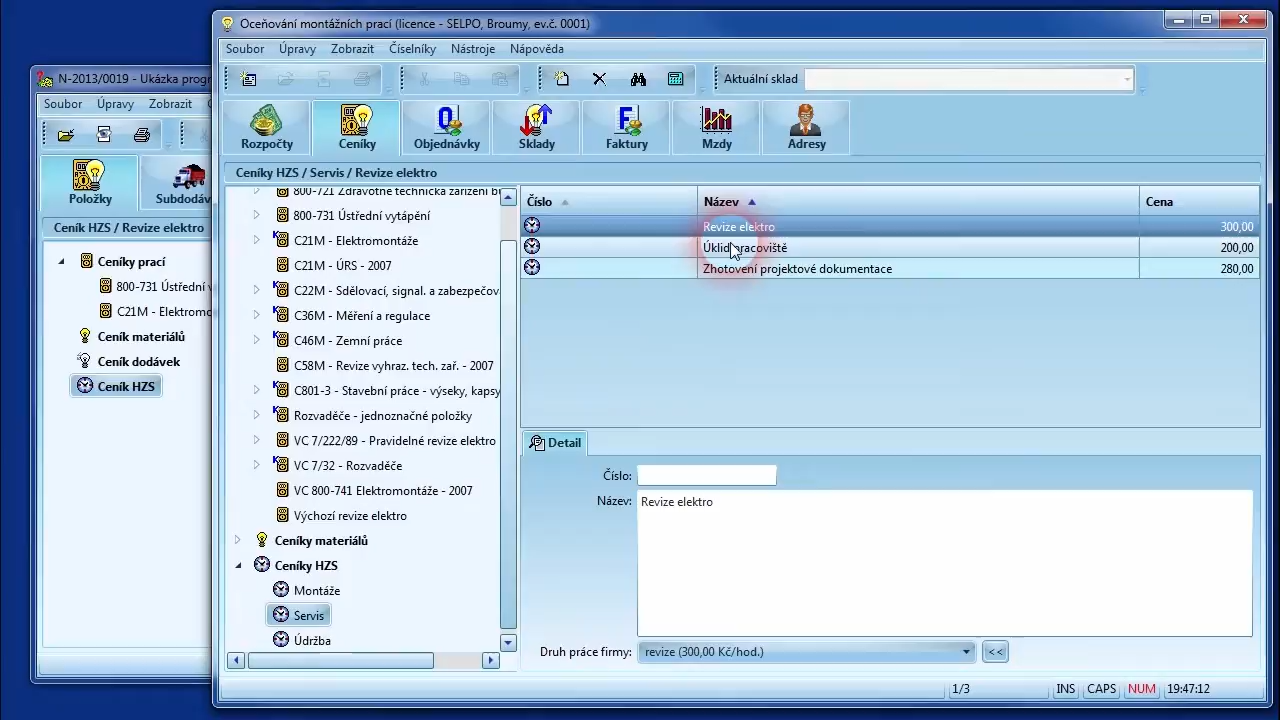 N-2013/0019 - Ukázka progr
Soubor Úpravy Zobrazit
Položky Subdodáv
Ceník HZS / Revize elektro
Ceníky prací
800-731 Ústřední v
C21M - Elektromo
Ceník materiálů
Ceník dodávek
Ceník HZS
Oceňování montážních prací (licence - SELPO, Broumy, ev.č. 0001)
Soubor Úpravy Zobrazit Číselníky Nástroje Nápověda
Aktuální sklad
Rozpočty Ceníky Objednávky Sklady Faktury Mzdy Adresy
Ceníky HZS / Servis / Revize elektro
800-721 Zdravotně technická zařízení bu
800-731 Ústřední vytápění
C21M - Elektromontáže
C21M - ÚRS - 2007
C22M - Sdělovací, signal. a zabezpečov
C36M - Měření a regulace
C46M - Zemní práce
C58M - Revize vyhraz. tech. zař. - 2007
C801-3 - Stavební práce - výseky, kapsy
Rozvaděče - jednoznačné položky
VC 7/222/89 - Pravidelné revize elektro
VC 7/32 - Rozvaděče
VC 800-741 Elektromontáže - 2007
Výchozí revize elektro
Ceníky materiálů
Ceníky HZS
Montáže
Servis
Údržba
Číslo Název Cena
Revize elektro 300,00
Úklid pracoviště 200,00
Zhotovení projektové dokumentace 280,00
Detail
Číslo:
Název: Revize elektro
Druh práce firmy: revize (300,00 Kč/hod.) <<
1/3 INS CAPS NUM 19:47:12